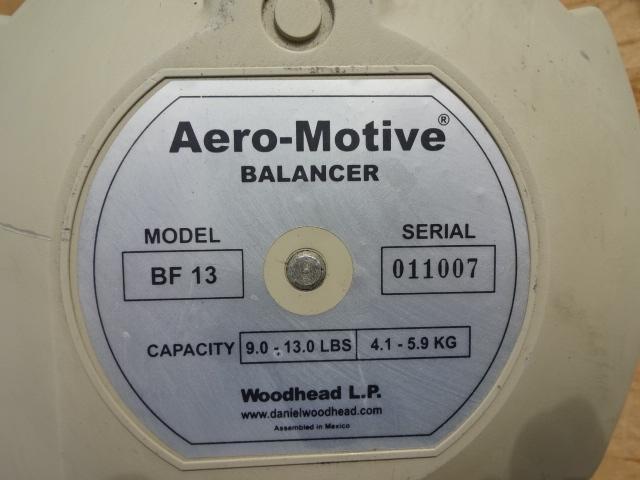 Aero-Motive®
BALANCER
MODEL
SERIAL
BF 13
011007
CAPACITY 9.0 - 13.0 LBS 4.1 - 5.9 KG
Woodhead L.P.
www.danielwoodhead.com
Assembled in Mexico